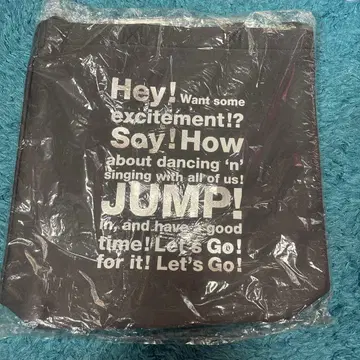 Hey! Want some
excitement!?
Say! How
about dancing ‘n’
singing with all of us!
JUMP!
in, and have a good
time! Let's Go!
for it! Let's Go!